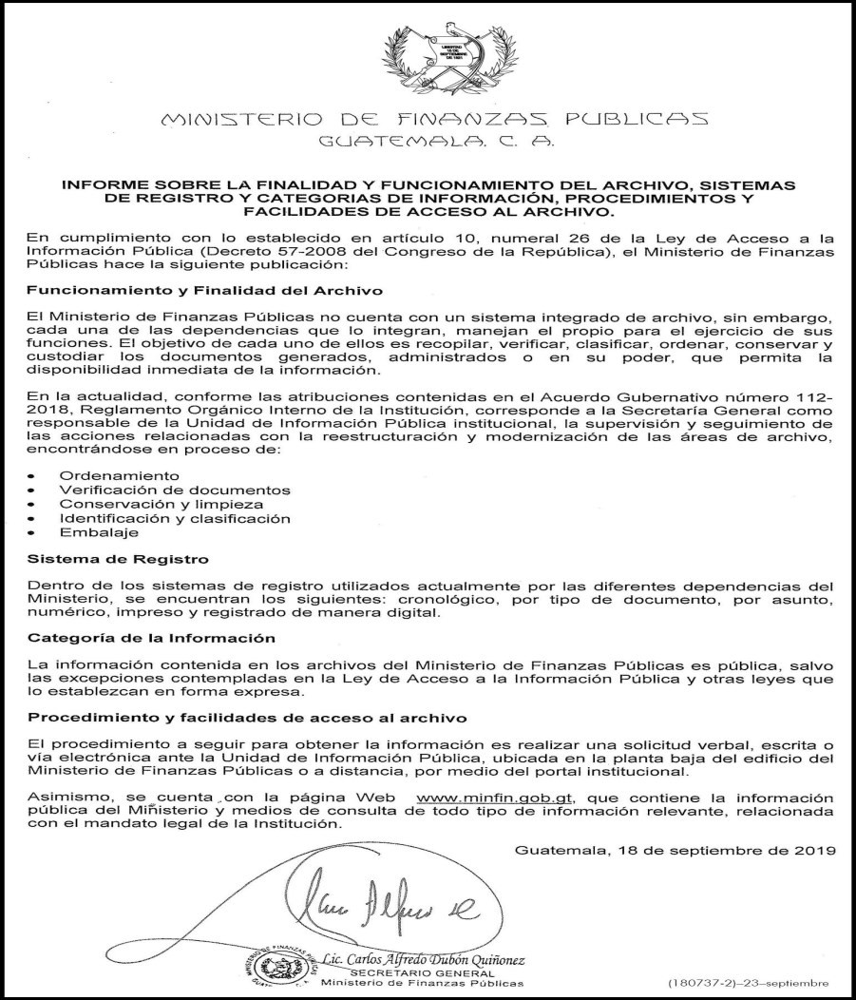 LIBERTAD
15 DE
SEPTIEMBRE
DE 1821
MINISTERIO DE FINANZAS PUBLICAS
GUATEMALA, C. A.
INFORME SOBRE LA FINALIDAD Y FUNCIONAMIENTO DEL ARCHIVO, SISTEMAS
DE REGISTRO Y CATEGORIAS DE INFORMACIÓN, PROCEDIMIENTOS Y
FACILIDADES DE ACCESO AL ARCHIVO.
En cumplimiento con lo establecido en artículo 10, numeral 26 de la Ley de Acceso a la
Información Pública (Decreto 57-2008 del Congreso de la República), el Ministerio de Finanzas
Públicas hace la siguiente publicación:
Funcionamiento y Finalidad del Archivo
El Ministerio de Finanzas Públicas no cuenta con un sistema integrado de archivo, sin embargo,
cada una de las dependencias que lo integran, manejan el propio para el ejercicio de sus
funciones. El objetivo de cada uno de ellos es recopilar, verificar, clasificar, ordenar, conservar y
custodiar los documentos generados, administrados o en su poder, que permita la
disponibilidad inmediata de la información.
En la actualidad, conforme las atribuciones contenidas en el Acuerdo Gubernativo número 112-
2018, Reglamento Orgánico Interno de la Institución, corresponde a la Secretaría General como
responsable de la Unidad de Información Pública institucional, la supervisión y seguimiento de
las acciones relacionadas con la reestructuración y modernización de las áreas de archivo,
encontrándose en proceso de:
• Ordenamiento
• Verificación de documentos
• Conservación y limpieza
• Identificación y clasificación
• Embalaje
Sistema de Registro
Dentro de los sistemas de registro utilizados actualmente por las diferentes dependencias del
Ministerio, se encuentran los siguientes: cronológico, por tipo de documento, por asunto,
numérico, impreso y registrado de manera digital.
Categoría de la Información
La información contenida en los archivos del Ministerio de Finanzas Públicas es pública, salvo
las excepciones contempladas en la Ley de Acceso a la Información Pública y otras leyes que
lo establezcan en forma expresa.
Procedimiento y facilidades de acceso al archivo
El procedimiento a seguir para obtener la información es realizar una solicitud verbal, escrita o
vía electrónica ante la Unidad de Información Pública, ubicada en la planta baja del edificio del
Ministerio de Finanzas Públicas o a distancia, por medio del portal institucional.
Asimismo, se cuenta con la página Web www.minfin.gob.gt, que contiene la información
pública del Ministerio y medios de consulta de todo tipo de información relevante, relacionada
con el mandato legal de la Institución.
Guatemala, 18 de septiembre de 2019
MINISTERIO DE FINANZAS PUBLICAS
Lic. Carlos Alfredo Dubón Quiñonez
SECRETARIO GENERAL
Ministerio de Finanzas Públicas
(180737-2)–23–septiembre